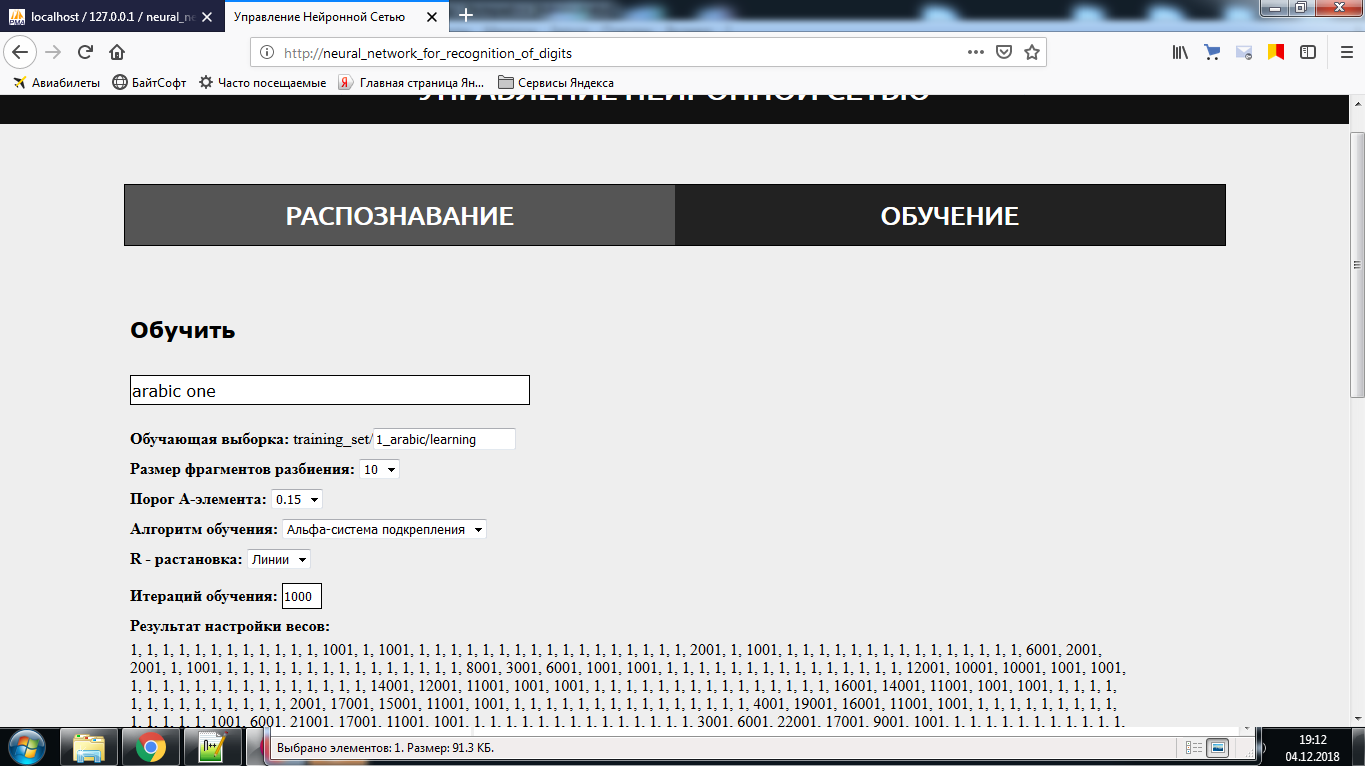 localhost / 127.0.0.1 / neural_ne
Управление Нейронной Сетью
http://neural_network_for_recognition_of_digits
Авиабилеты
БайтСофт
Часто посещаемые
Главная страница Ян...
Сервисы Яндекса
УПРАВЛЕНИЕ НЕЙРОННОЙ СЕТЬЮ
РАСПОЗНАВАНИЕ
ОБУЧЕНИЕ
Обучить
arabic one
Обучающая выборка: training_set/1_arabic/learning
Размер фрагментов разбиения: 10
Порог А-элемента: 0.15
Алгоритм обучения: Альфа-система подкрепления
R - растановка: Линии
Итераций обучения: 1000
Результат настройки весов:
1, 1, 1, 1, 1, 1, 1, 1, 1, 1, 1, 1, 1001, 1, 1001, 1, 1, 1, 1, 1, 1, 1, 1, 1, 1, 1, 1, 1, 1, 1, 1, 1, 2001, 1, 1001, 1, 1, 1, 1, 1, 1, 1, 1, 1, 1, 1, 1, 1, 1, 1, 6001, 2001,
2001, 1, 1001, 1, 1, 1, 1, 1, 1, 1, 1, 1, 1, 1, 1, 1, 1, 1, 8001, 3001, 6001, 1001, 1001, 1, 1, 1, 1, 1, 1, 1, 1, 1, 1, 1, 1, 1, 1, 1, 12001, 10001, 10001, 1001, 1001,
1, 1, 1, 1, 1, 1, 1, 1, 1, 1, 1, 1, 1, 1, 1, 14001, 12001, 11001, 1001, 1001, 1, 1, 1, 1, 1, 1, 1, 1, 1, 1, 1, 1, 1, 1, 1, 16001, 14001, 11001, 1001, 1001, 1, 1, 1, 1,
1, 1, 1, 1, 1, 1, 1, 1, 1, 1, 2001, 17001, 15001, 11001, 1001, 1, 1, 1, 1, 1, 1, 1, 1, 1, 1, 1, 1, 1, 1, 1, 4001, 19001, 16001, 11001, 1001, 1, 1, 1, 1, 1, 1, 1, 1, 1,
1, 1, 1, 1, 1, 1001, 6001, 21001, 17001, 11001, 1001, 1, 1, 1, 1, 1, 1, 1, 1, 1, 1, 1, 1, 1, 1, 3001, 6001, 22001, 17001, 9001, 1001, 1, 1, 1, 1, 1, 1, 1, 1, 1, 1,
Выбрано элементов: 1. Размер: 91.3 КБ.
19:12
04.12.2018